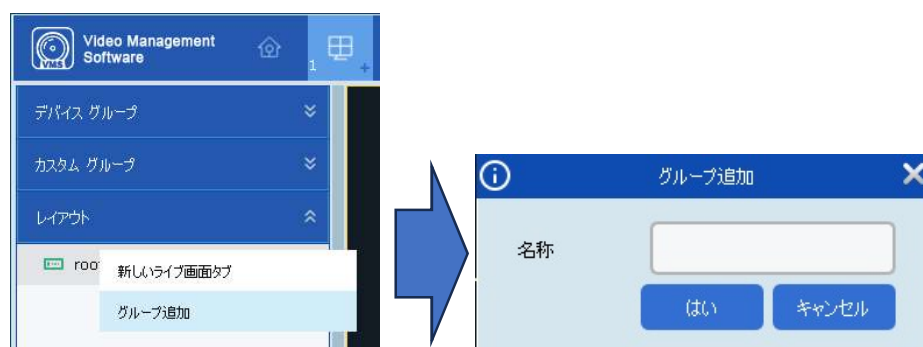 Video Management
Software
VMS
1
デバイス グループ
カスタム グループ
レイアウト
新しいライブ画面タブ
グループ追加
グループ追加
名称
はい
キャンセル